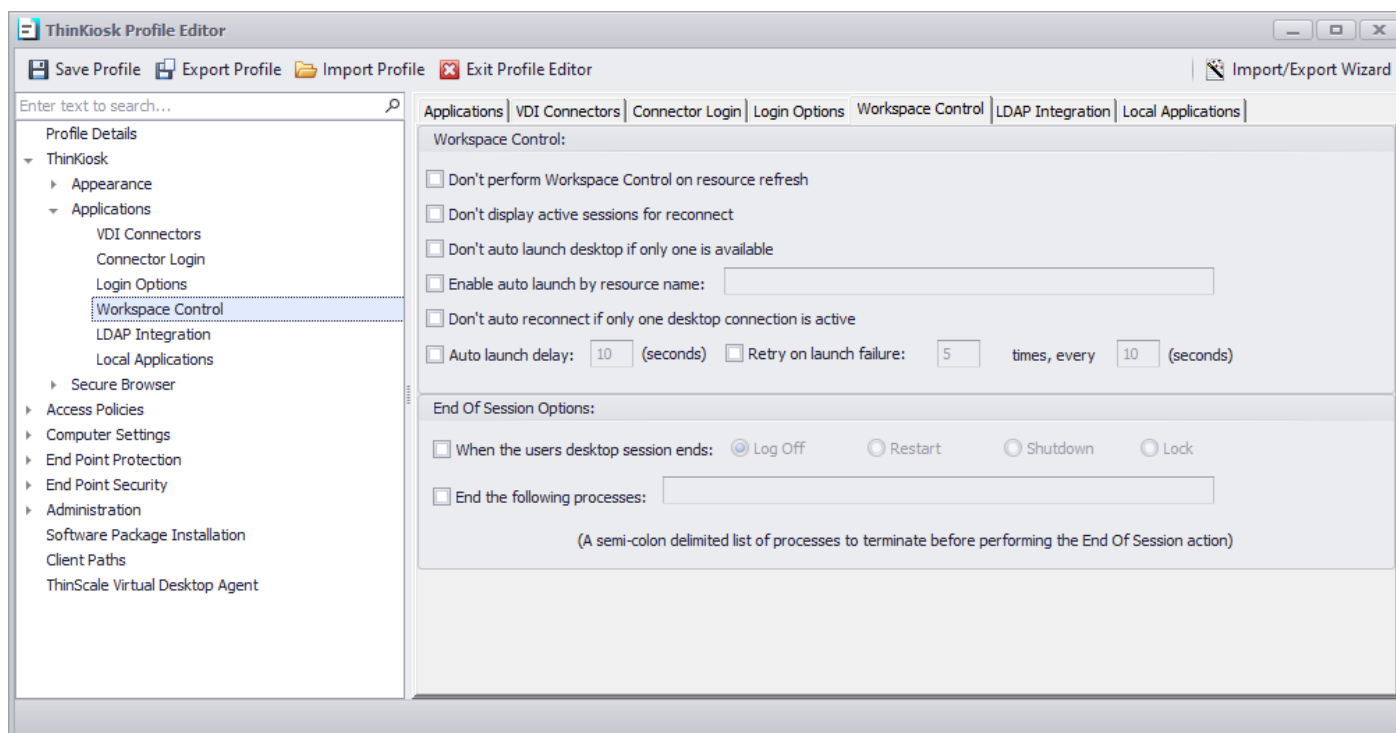 ThinKiosk Profile Editor
Save Profile Export Profile Import Profile Exit Profile Editor Import/Export Wizard
Enter text to search...
Profile Details
ThinKiosk
Appearance
Applications
VDI Connectors
Connector Login
Login Options
Workspace Control
LDAP Integration
Local Applications
Secure Browser
Access Policies
Computer Settings
End Point Protection
End Point Security
Administration
Software Package Installation
Client Paths
ThinScale Virtual Desktop Agent
Applications VDI Connectors Connector Login Login Options Workspace Control LDAP Integration Local Applications
Workspace Control:
Don't perform Workspace Control on resource refresh
Don't display active sessions for reconnect
Don't auto launch desktop if only one is available
Enable auto launch by resource name:
Don't auto reconnect if only one desktop connection is active
Auto launch delay: 10 (seconds) Retry on launch failure: 5 times, every 10 (seconds)
End Of Session Options:
When the users desktop session ends: Log Off Restart Shutdown Lock
End the following processes:
(A semi-colon delimited list of processes to terminate before performing the End Of Session action)